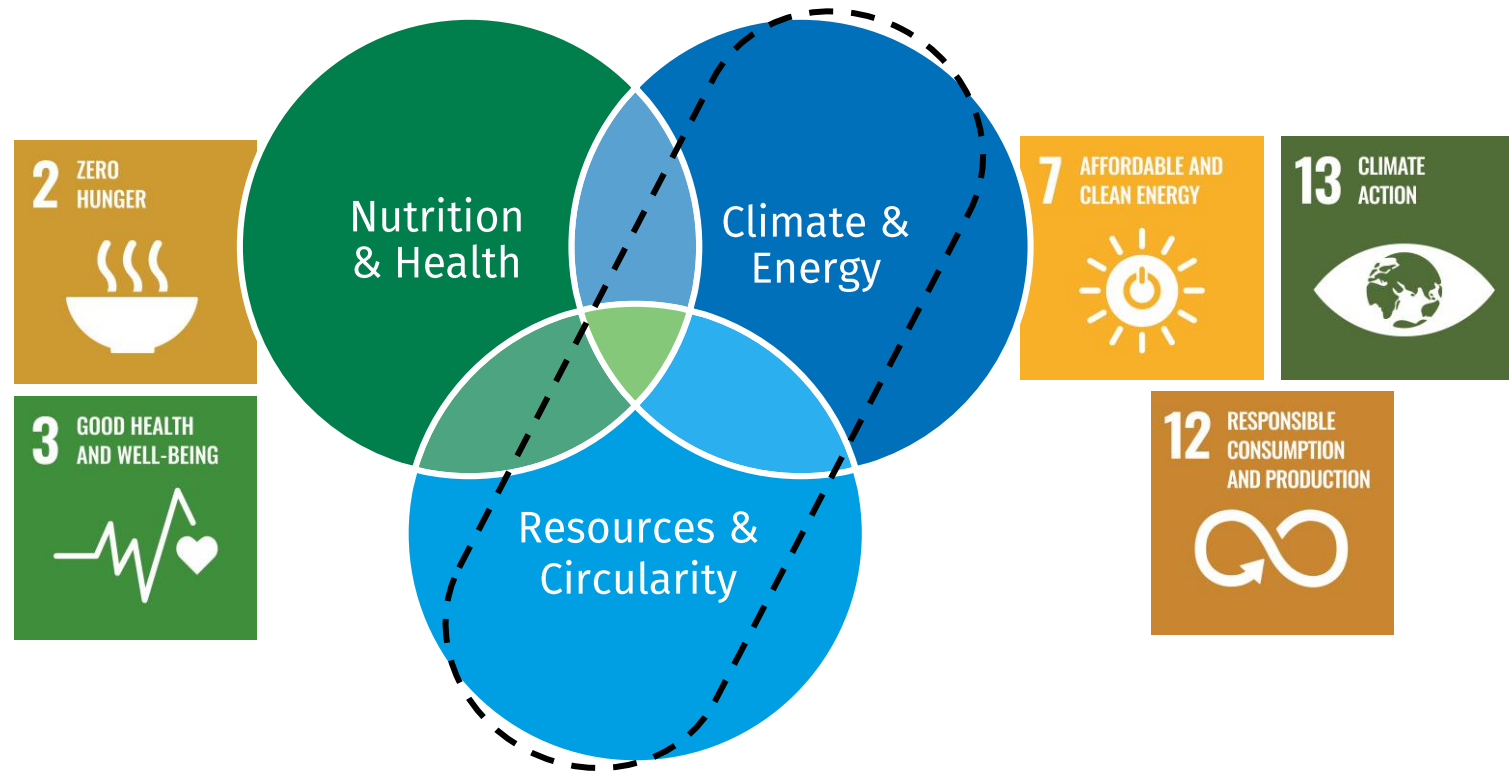 2 ZERO
HUNGER
3 GOOD HEALTH
AND WELL-BEING
Nutrition
& Health
Climate &
Energy
Resources &
Circularity
7 AFFORDABLE AND
CLEAN ENERGY
13 CLIMATE
ACTION
12 RESPONSIBLE
CONSUMPTION
AND PRODUCTION